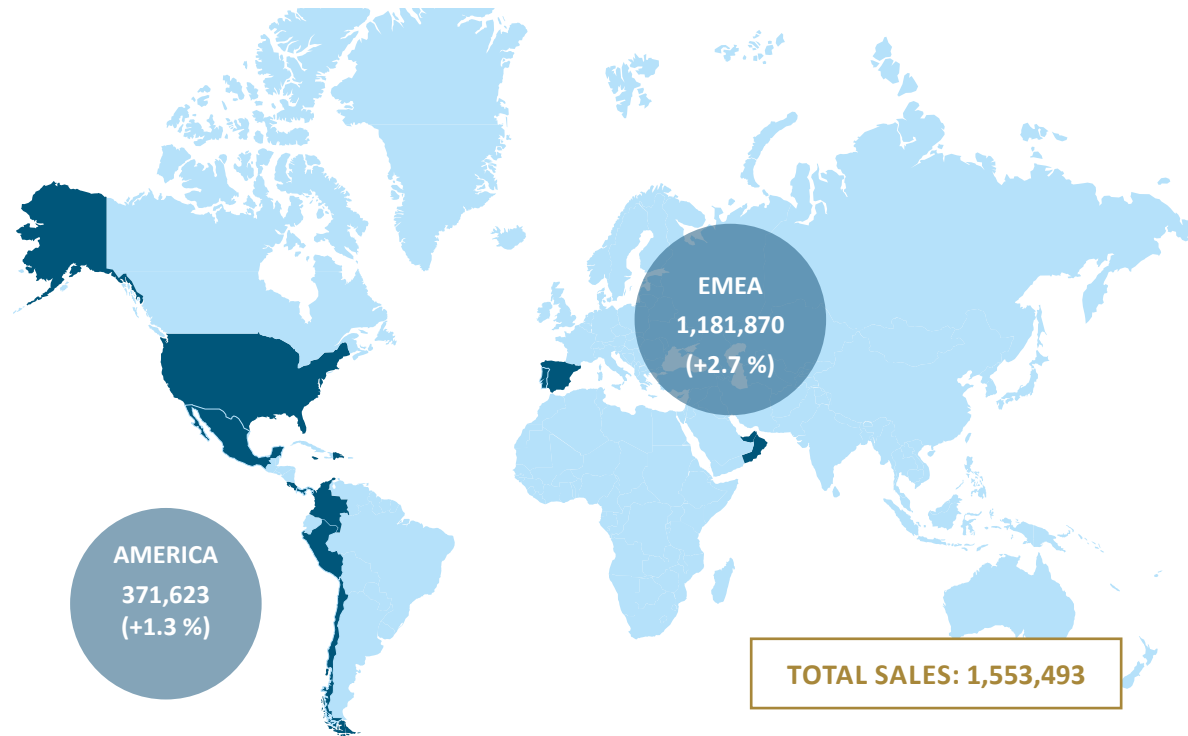 EMEA
1,181,870
(+2.7 %)
AMERICA
371,623
(+1.3 %)
TOTAL SALES: 1,553,493